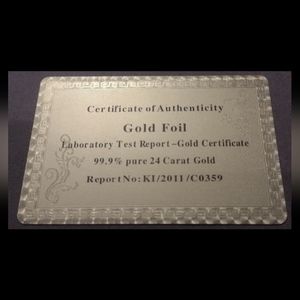 Certificate of Authenticity
Gold Foil
Laboratory Test Report-Gold Certificate
99.9% pure 24 Carat Gold
Report No: KI/2011/C0359